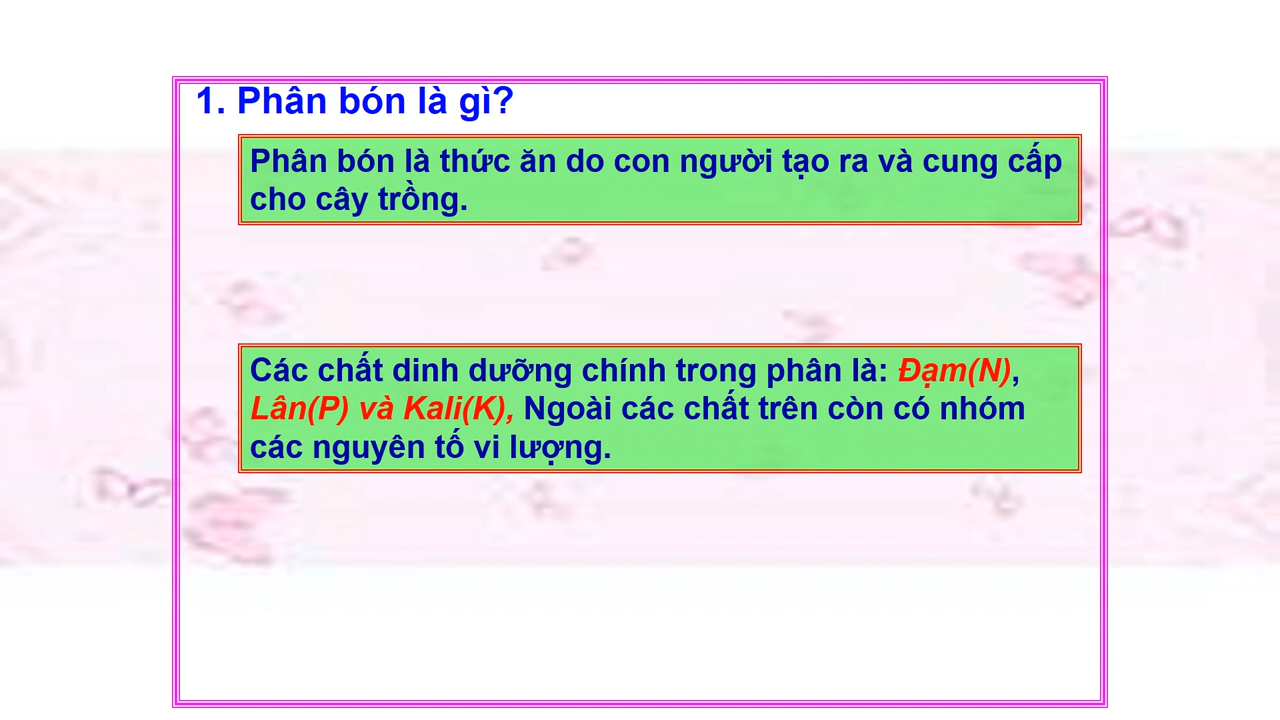 1. Phân bón là gì?
Phân bón là thức ăn do con người tạo ra và cung cấp
cho cây trồng.
Các chất dinh dưỡng chính trong phân là: Đạm(N),
Lân(P) và Kali(K), Ngoài các chất trên còn có nhóm
các nguyên tố vi lượng.